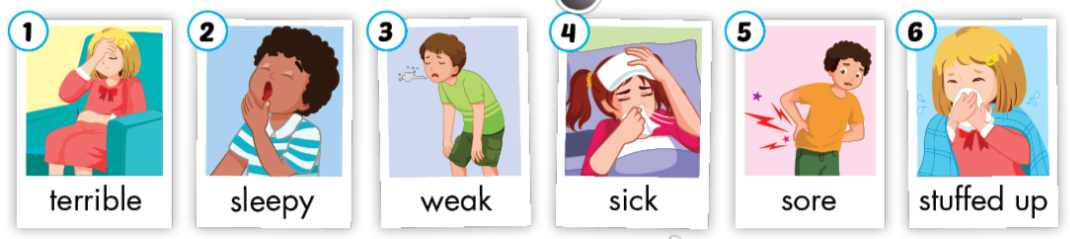 1
2
3
4
5
6
terrible
sleepy
weak
sick
sore
stuffed up